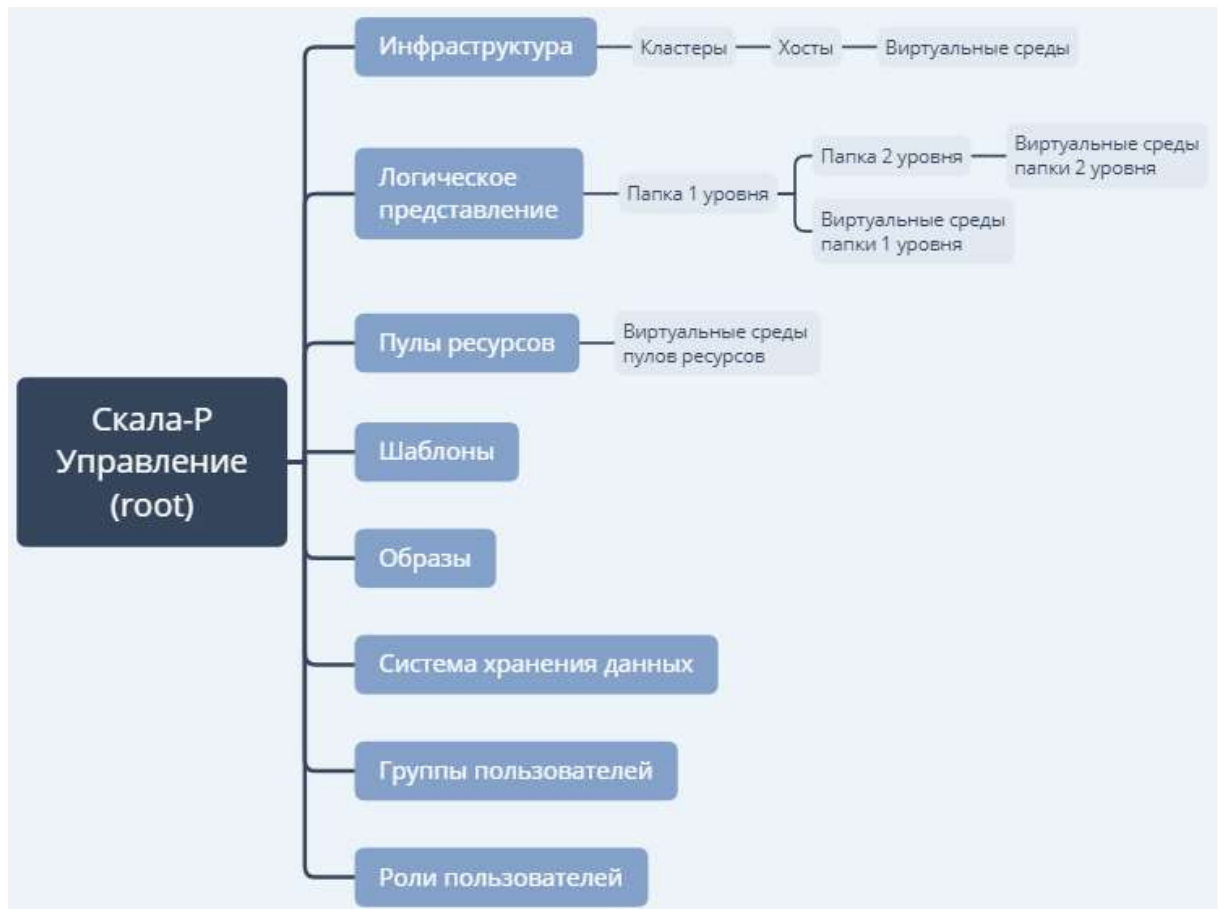 Скала-Р
Управление
(root)
Инфраструктура
Кластеры
Хосты
Виртуальные среды
Логическое
представление
Папка 1 уровня
Папка 2 уровня
Виртуальные среды
папки 2 уровня
Виртуальные среды
папки 1 уровня
Пулы ресурсов
Виртуальные среды
пулов ресурсов
Шаблоны
Образы
Система хранения данных
Группы пользователей
Роли пользователей